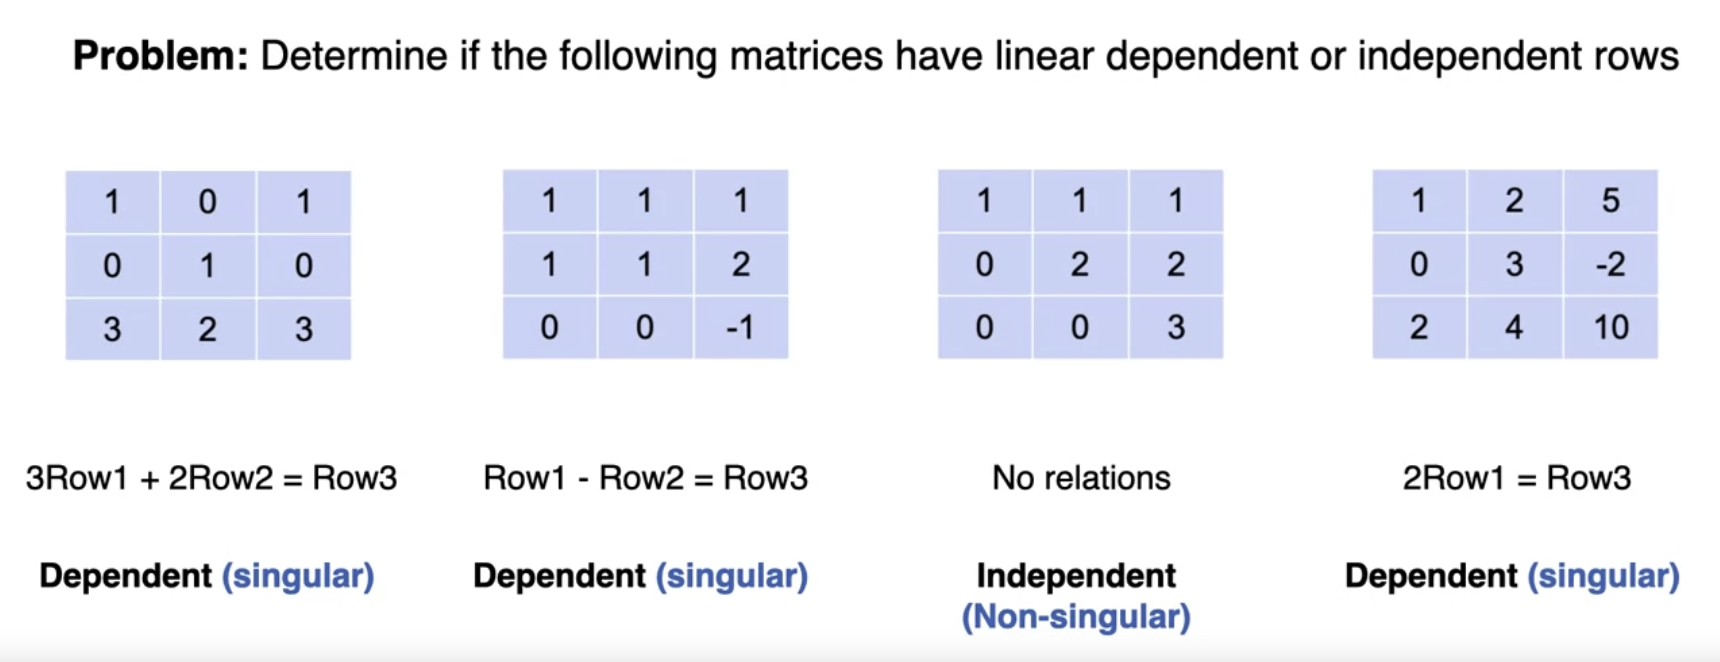 Problem: Determine if the following matrices have linear dependent or independent rows
1 0 1
0 1 0
3 2 3
1 1 1
1 1 2
0 0 -1
1 1 1
0 2 2
0 0 3
1 2 5
0 3 -2
2 4 10
3Row1 + 2Row2 = Row3
Row1 - Row2 = Row3
No relations
2Row1 = Row3
Dependent (singular)
Dependent (singular)
Independent
(Non-singular)
Dependent (singular)